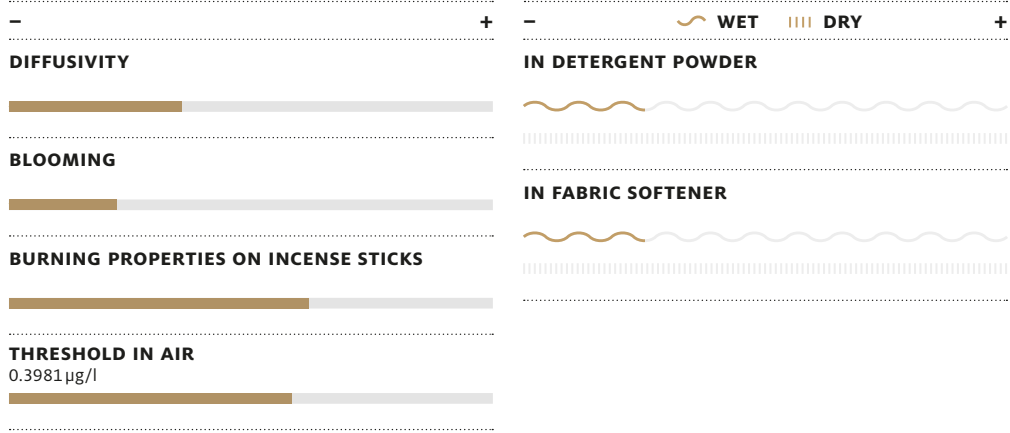 – +
DIFFUSIVITY
BLOOMING
BURNING PROPERTIES ON INCENSE STICKS
THRESHOLD IN AIR
0.3981 µg/l
– WET DRY +
IN DETERGENT POWDER
IN FABRIC SOFTENER